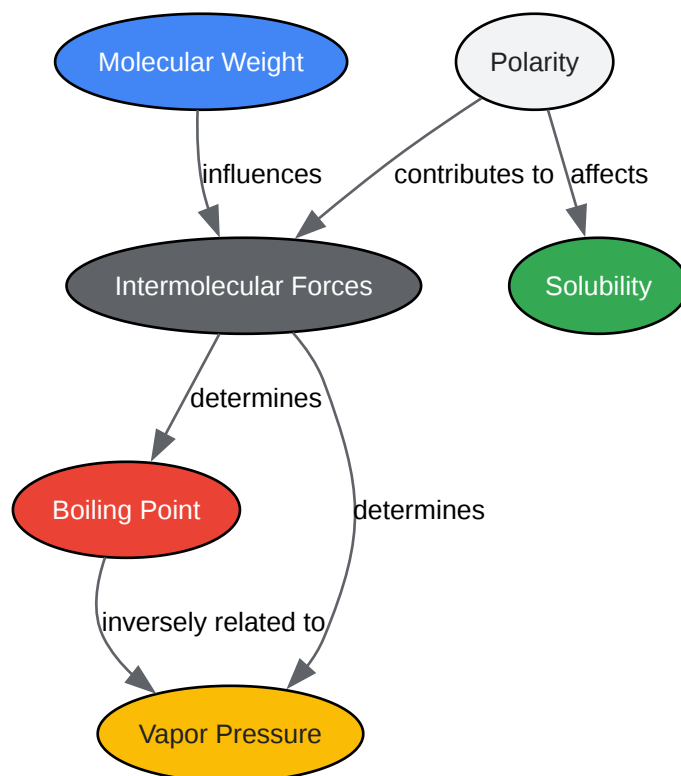 Molecular Weight
Polarity
influences
contributes to
affects
Intermolecular Forces
Solubility
determines
Boiling Point
determines
inversely related to
Vapor Pressure